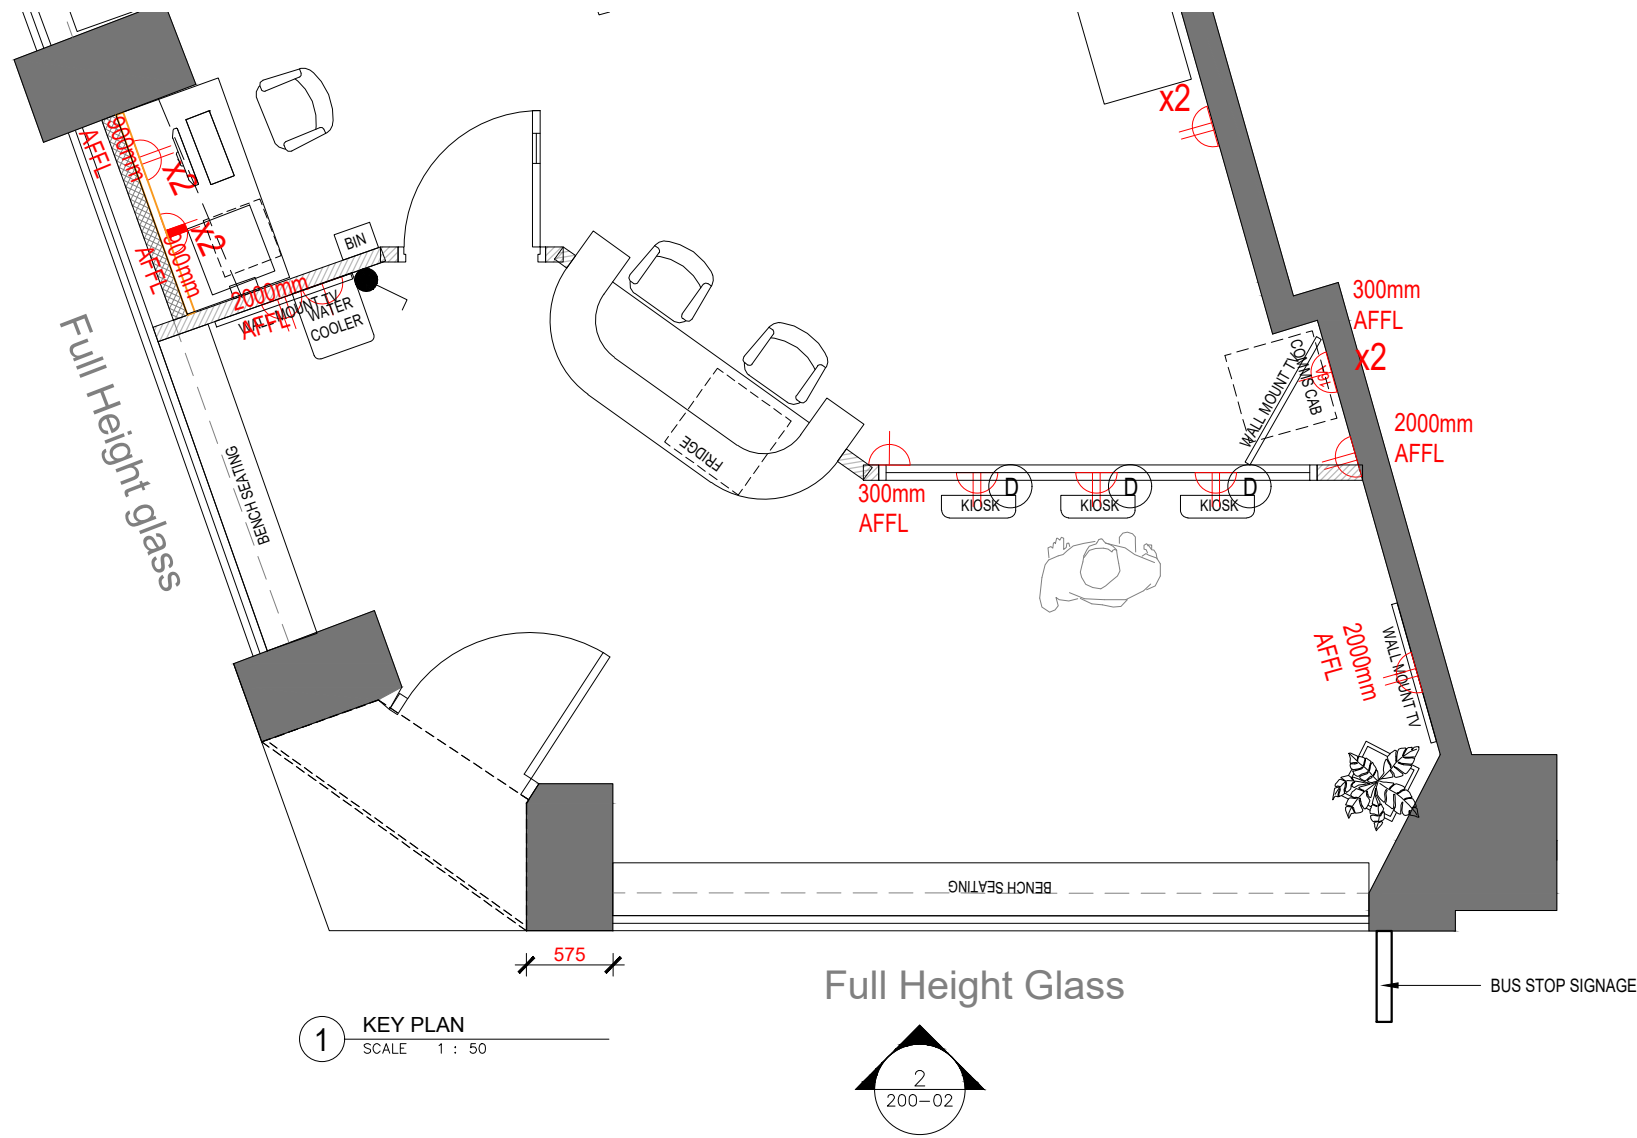 x2
900mm
AFFL
x2
x2
900mm
AFFL
BIN
2000mm
AFFL
WALL MOUNT TV
WATER
COOLER
300mm
AFFL
x2
COMMS CAB
16A
WALL MOUNT TV
2000mm
AFFL
Full Height glass
BENCH SEATING
FRIDGE
300mm
AFFL
D
D
D
KIOSK
KIOSK
KIOSK
2000mm
AFFL
WALL MOUNT TV
BENCH SEATING
575
Full Height Glass
BUS STOP SIGNAGE
1
KEY PLAN
SCALE 1 : 50
2
200-02